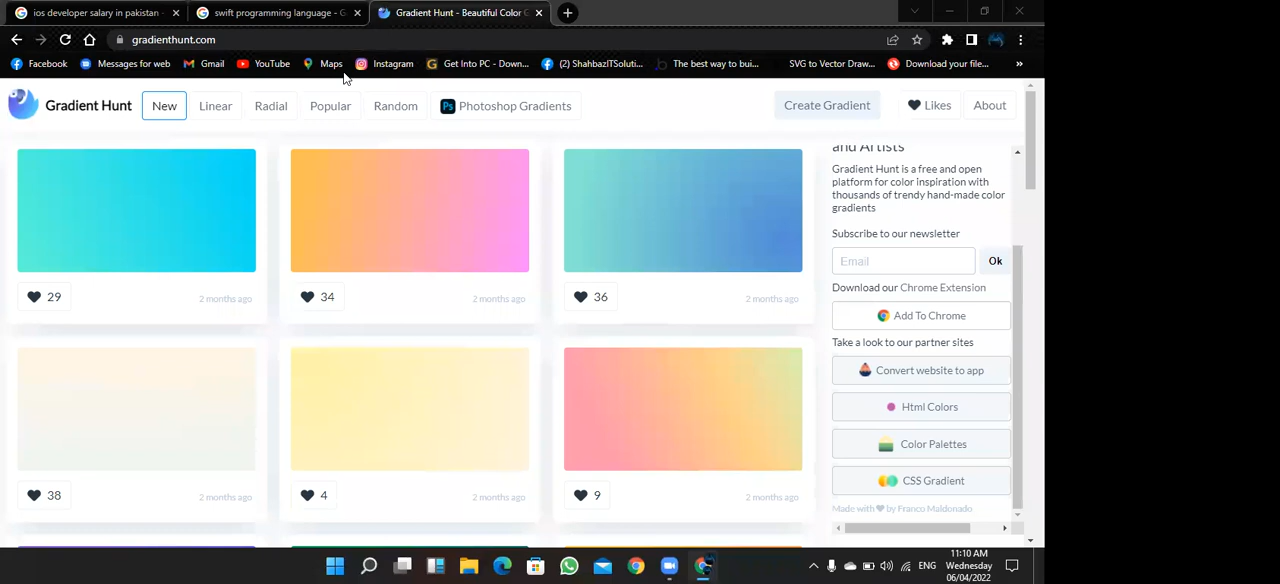 ios developer salary in pakistan -
swift programming language - G
Gradient Hunt - Beautiful Color G
gradienthunt.com
Facebook
Messages for web
Gmail
YouTube
Maps
Instagram
Get Into PC - Down...
(2) ShahbazITSoluti...
The best way to bui...
SVG to Vector Draw...
Download your file...
»
Gradient Hunt
New
Linear
Radial
Popular
Random
Ps Photoshop Gradients
Create Gradient
Likes
About
29
2 months ago
34
2 months ago
36
2 months ago
38
2 months ago
4
2 months ago
9
2 months ago
and Artists
Gradient Hunt is a free and open
platform for color inspiration with
thousands of trendy hand-made color
gradients
Subscribe to our newsletter
Email
Ok
Download our Chrome Extension
Add To Chrome
Take a look to our partner sites
Convert website to app
Html Colors
Color Palettes
CSS Gradient
Made with ♥ by Franco Maldonado
ENG
11:10 AM
Wednesday
06/04/2022